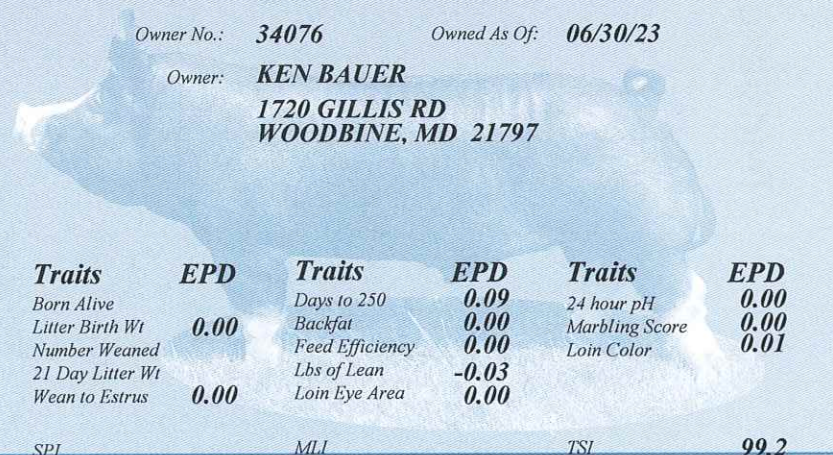 Owner No.: 34076 Owned As Of: 06/30/23
Owner: KEN BAUER
1720 GILLIS RD
WOODBINE, MD 21797
Traits EPD Traits EPD Traits EPD
Born Alive Days to 250 0.09 24 hour pH 0.00
Litter Birth Wt 0.00 Backfat 0.00 Marbling Score 0.00
Number Weaned Feed Efficiency 0.00 Loin Color 0.01
21 Day Litter Wt Lbs of Lean -0.03
Wean to Estrus 0.00 Loin Eye Area 0.00
SPI MLI TSI 99.2